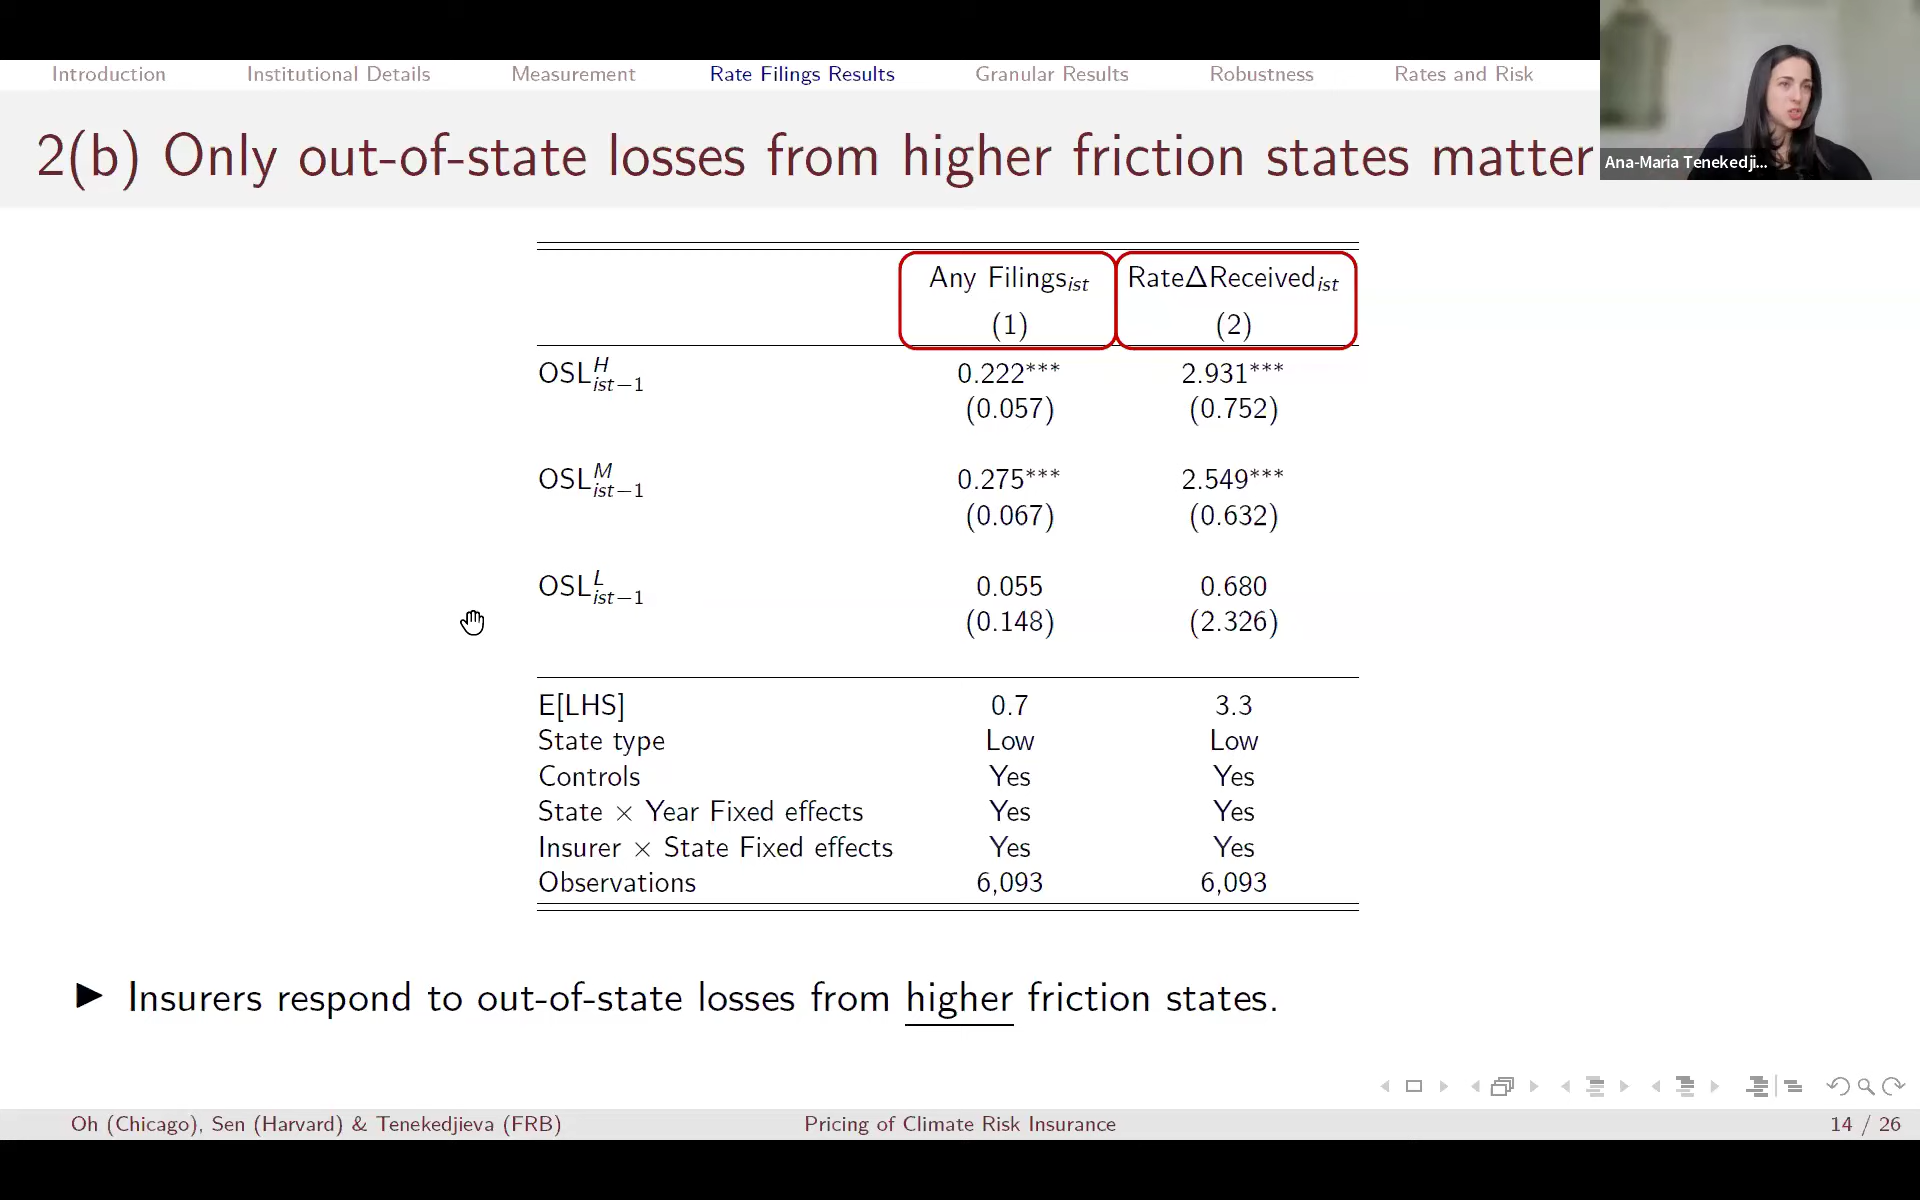 Introduction Institutional Details Measurement Rate Filings Results Granular Results Robustness Rates and Risk
2(b) Only out-of-state losses from higher friction states matter
Ana-Maria Tenekedji...
Any Filings_ist Rate∆Received_ist
(1) (2)
OSL^H_ist−1 0.222*** 2.931***
(0.057) (0.752)
OSL^M_ist−1 0.275*** 2.549***
(0.067) (0.632)
OSL^L_ist−1 0.055 0.680
(0.148) (2.326)
E[LHS] 0.7 3.3
State type Low Low
Controls Yes Yes
State × Year Fixed effects Yes Yes
Insurer × State Fixed effects Yes Yes
Observations 6,093 6,093
▶ Insurers respond to out-of-state losses from higher friction states.
Oh (Chicago), Sen (Harvard) & Tenekedjieva (FRB) Pricing of Climate Risk Insurance 14 / 26